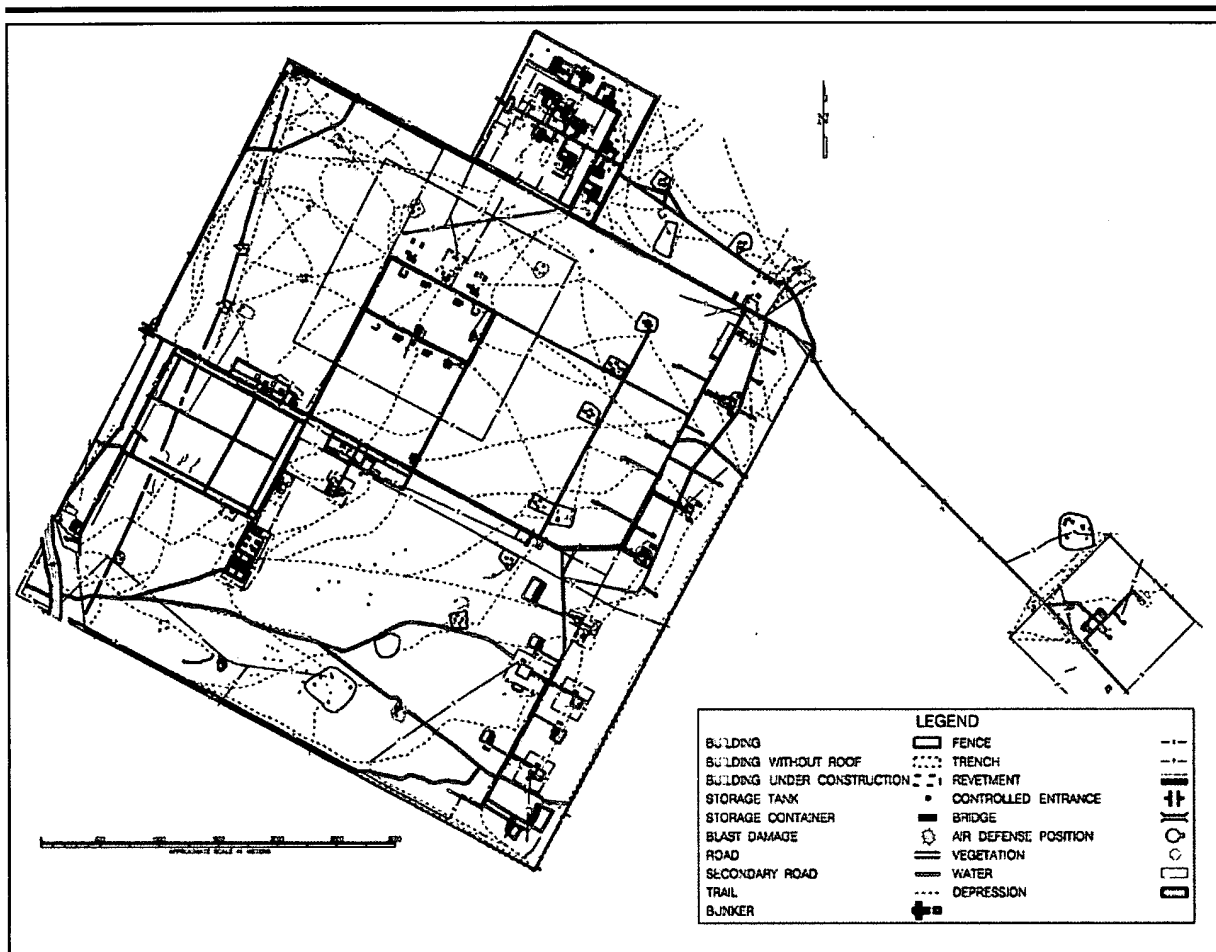 N
LEGEND
BUILDING
BUILDING WITHOUT ROOF
BUILDING UNDER CONSTRUCTION
STORAGE TANK
STORAGE CONTAINER
BLAST DAMAGE
ROAD
SECONDARY ROAD
TRAIL
BUNKER
FENCE
TRENCH
REVETMENT
CONTROLLED ENTRANCE
BRIDGE
AIR DEFENSE POSITION
VEGETATION
WATER
DEPRESSION
APPROXIMATE SCALE IN METERS